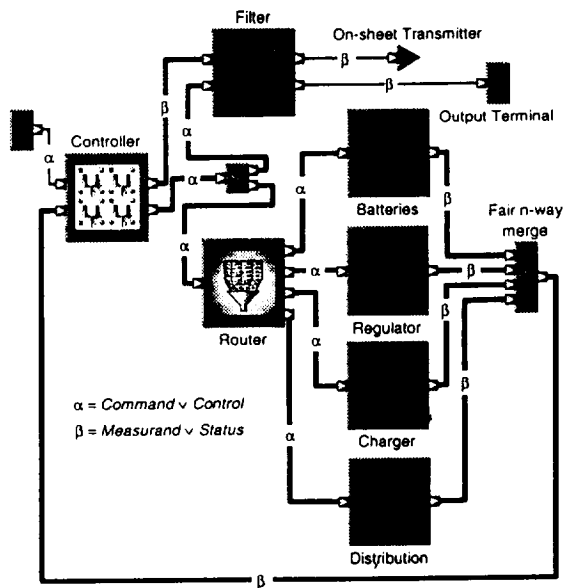 Filter
On-sheet Transmitter
β
β
β
α
Output Terminal
Controller
α
α
β
α
Batteries
Fair n-way
merge
α
α
β
β
Router
Regulator
β
α
α = Command ∨ Control
β = Measurand ∨ Status
α
β
Charger
Distribution
β